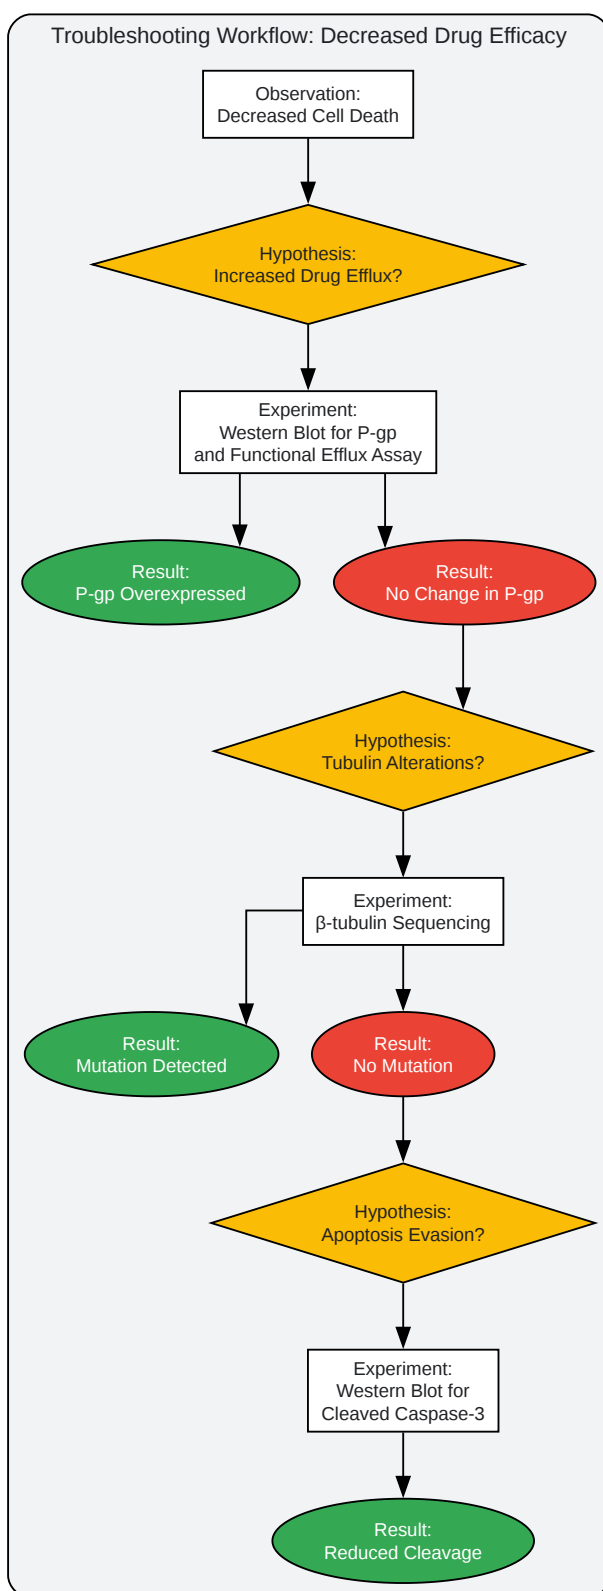 Troubleshooting Workflow: Decreased Drug Efficacy
Observation:
Decreased Cell Death
Hypothesis:
Increased Drug Efflux?
Experiment:
Western Blot for P-gp
and Functional Efflux Assay
Result:
P-gp Overexpressed
Result:
No Change in P-gp
Hypothesis:
Tubulin Alterations?
Experiment:
β-tubulin Sequencing
Result:
Mutation Detected
Result:
No Mutation
Hypothesis:
Apoptosis Evasion?
Experiment:
Western Blot for
Cleaved Caspase-3
Result:
Reduced Cleavage